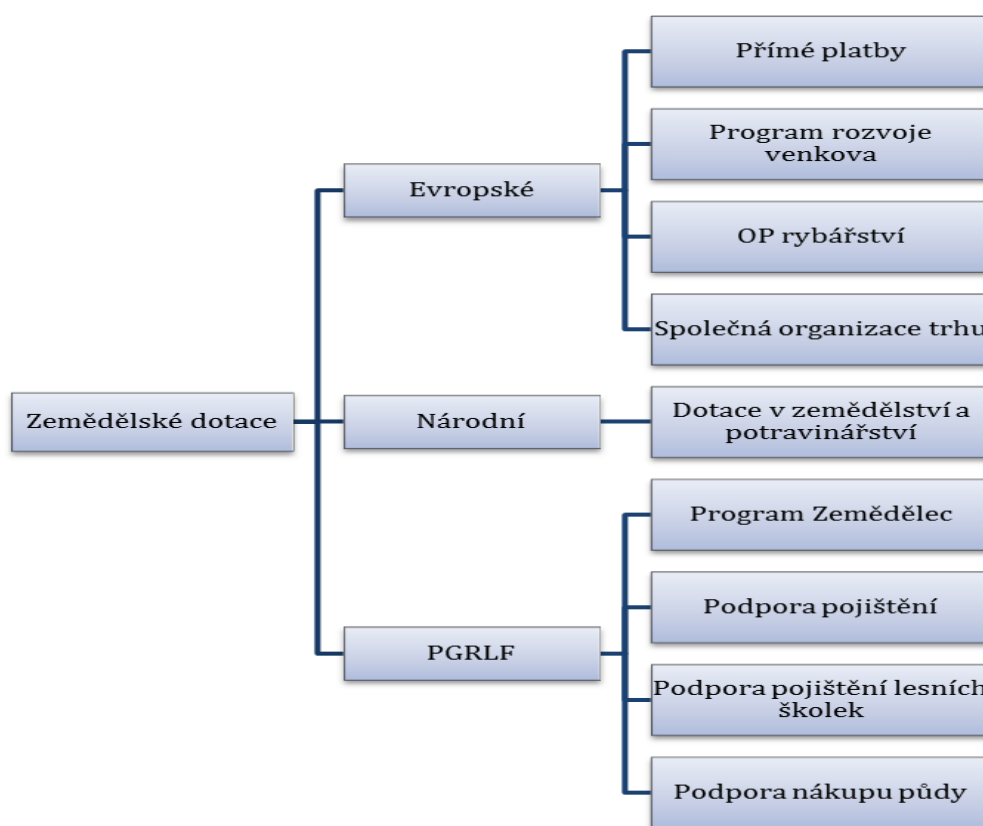 Přímé platby
Program rozvoje
venkova
Evropské
OP rybářství
Společná organizace trhu
Zemědělské dotace
Národní
Dotace v zemědělství a
potravinářství
Program Zemědělec
Podpora pojištění
PGRLF
Podpora pojištění lesních
školek
Podpora nákupu půdy